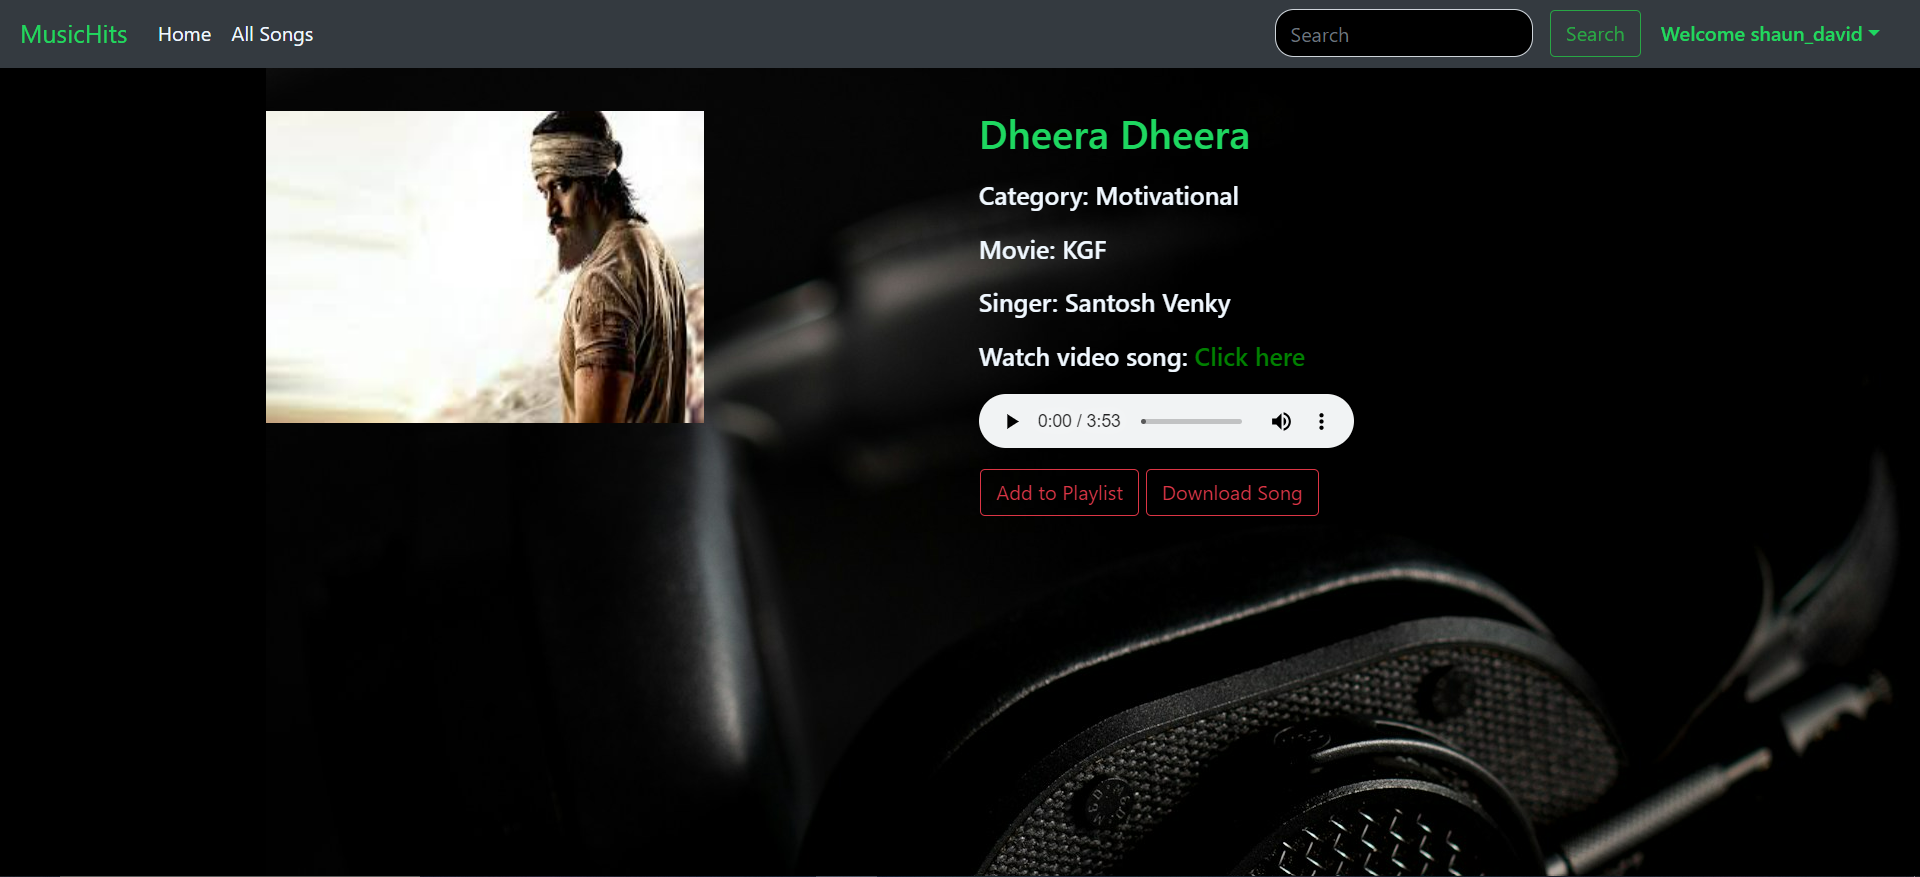 MusicHits Home All Songs Search Search Welcome shaun_david
Dheera Dheera
Category: Motivational
Movie: KGF
Singer: Santosh Venky
Watch video song: Click here
0:00 / 3:53
Add to Playlist Download Song